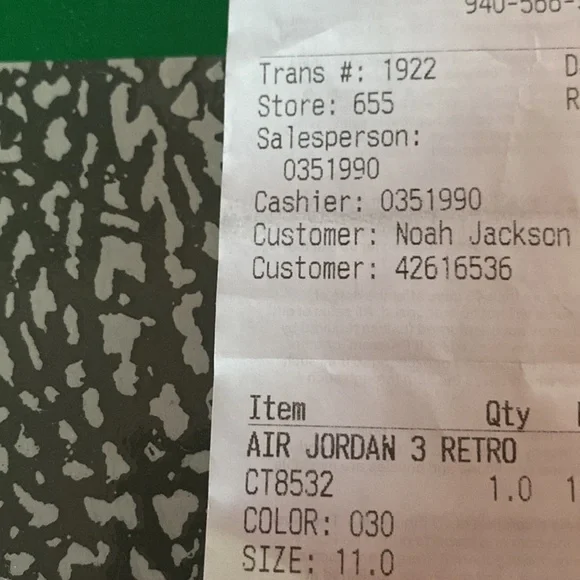 940-566-
Trans #: 1922 D
Store: 655 R
Salesperson:
0351990
Cashier: 0351990
Customer: Noah Jackson
Customer: 42616536
Item Qty
AIR JORDAN 3 RETRO
CT8532 1.0 1
COLOR: 030
SIZE: 11.0